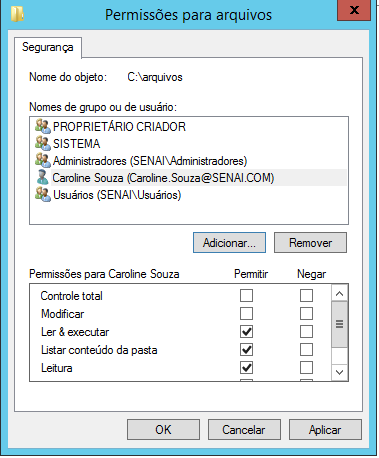 Permissões para arquivos
Segurança
Nome do objeto: C:\arquivos
Nomes de grupo ou de usuário:
PROPRIETÁRIO CRIADOR
SISTEMA
Administradores (SENAI\Administradores)
Caroline Souza (Caroline.Souza@SENAI.COM)
Usuários (SENAI\Usuários)
Adicionar... Remover
Permissões para Caroline Souza Permitir Negar
Controle total
Modificar
Ler & executar
Listar conteúdo da pasta
Leitura
OK Cancelar Aplicar